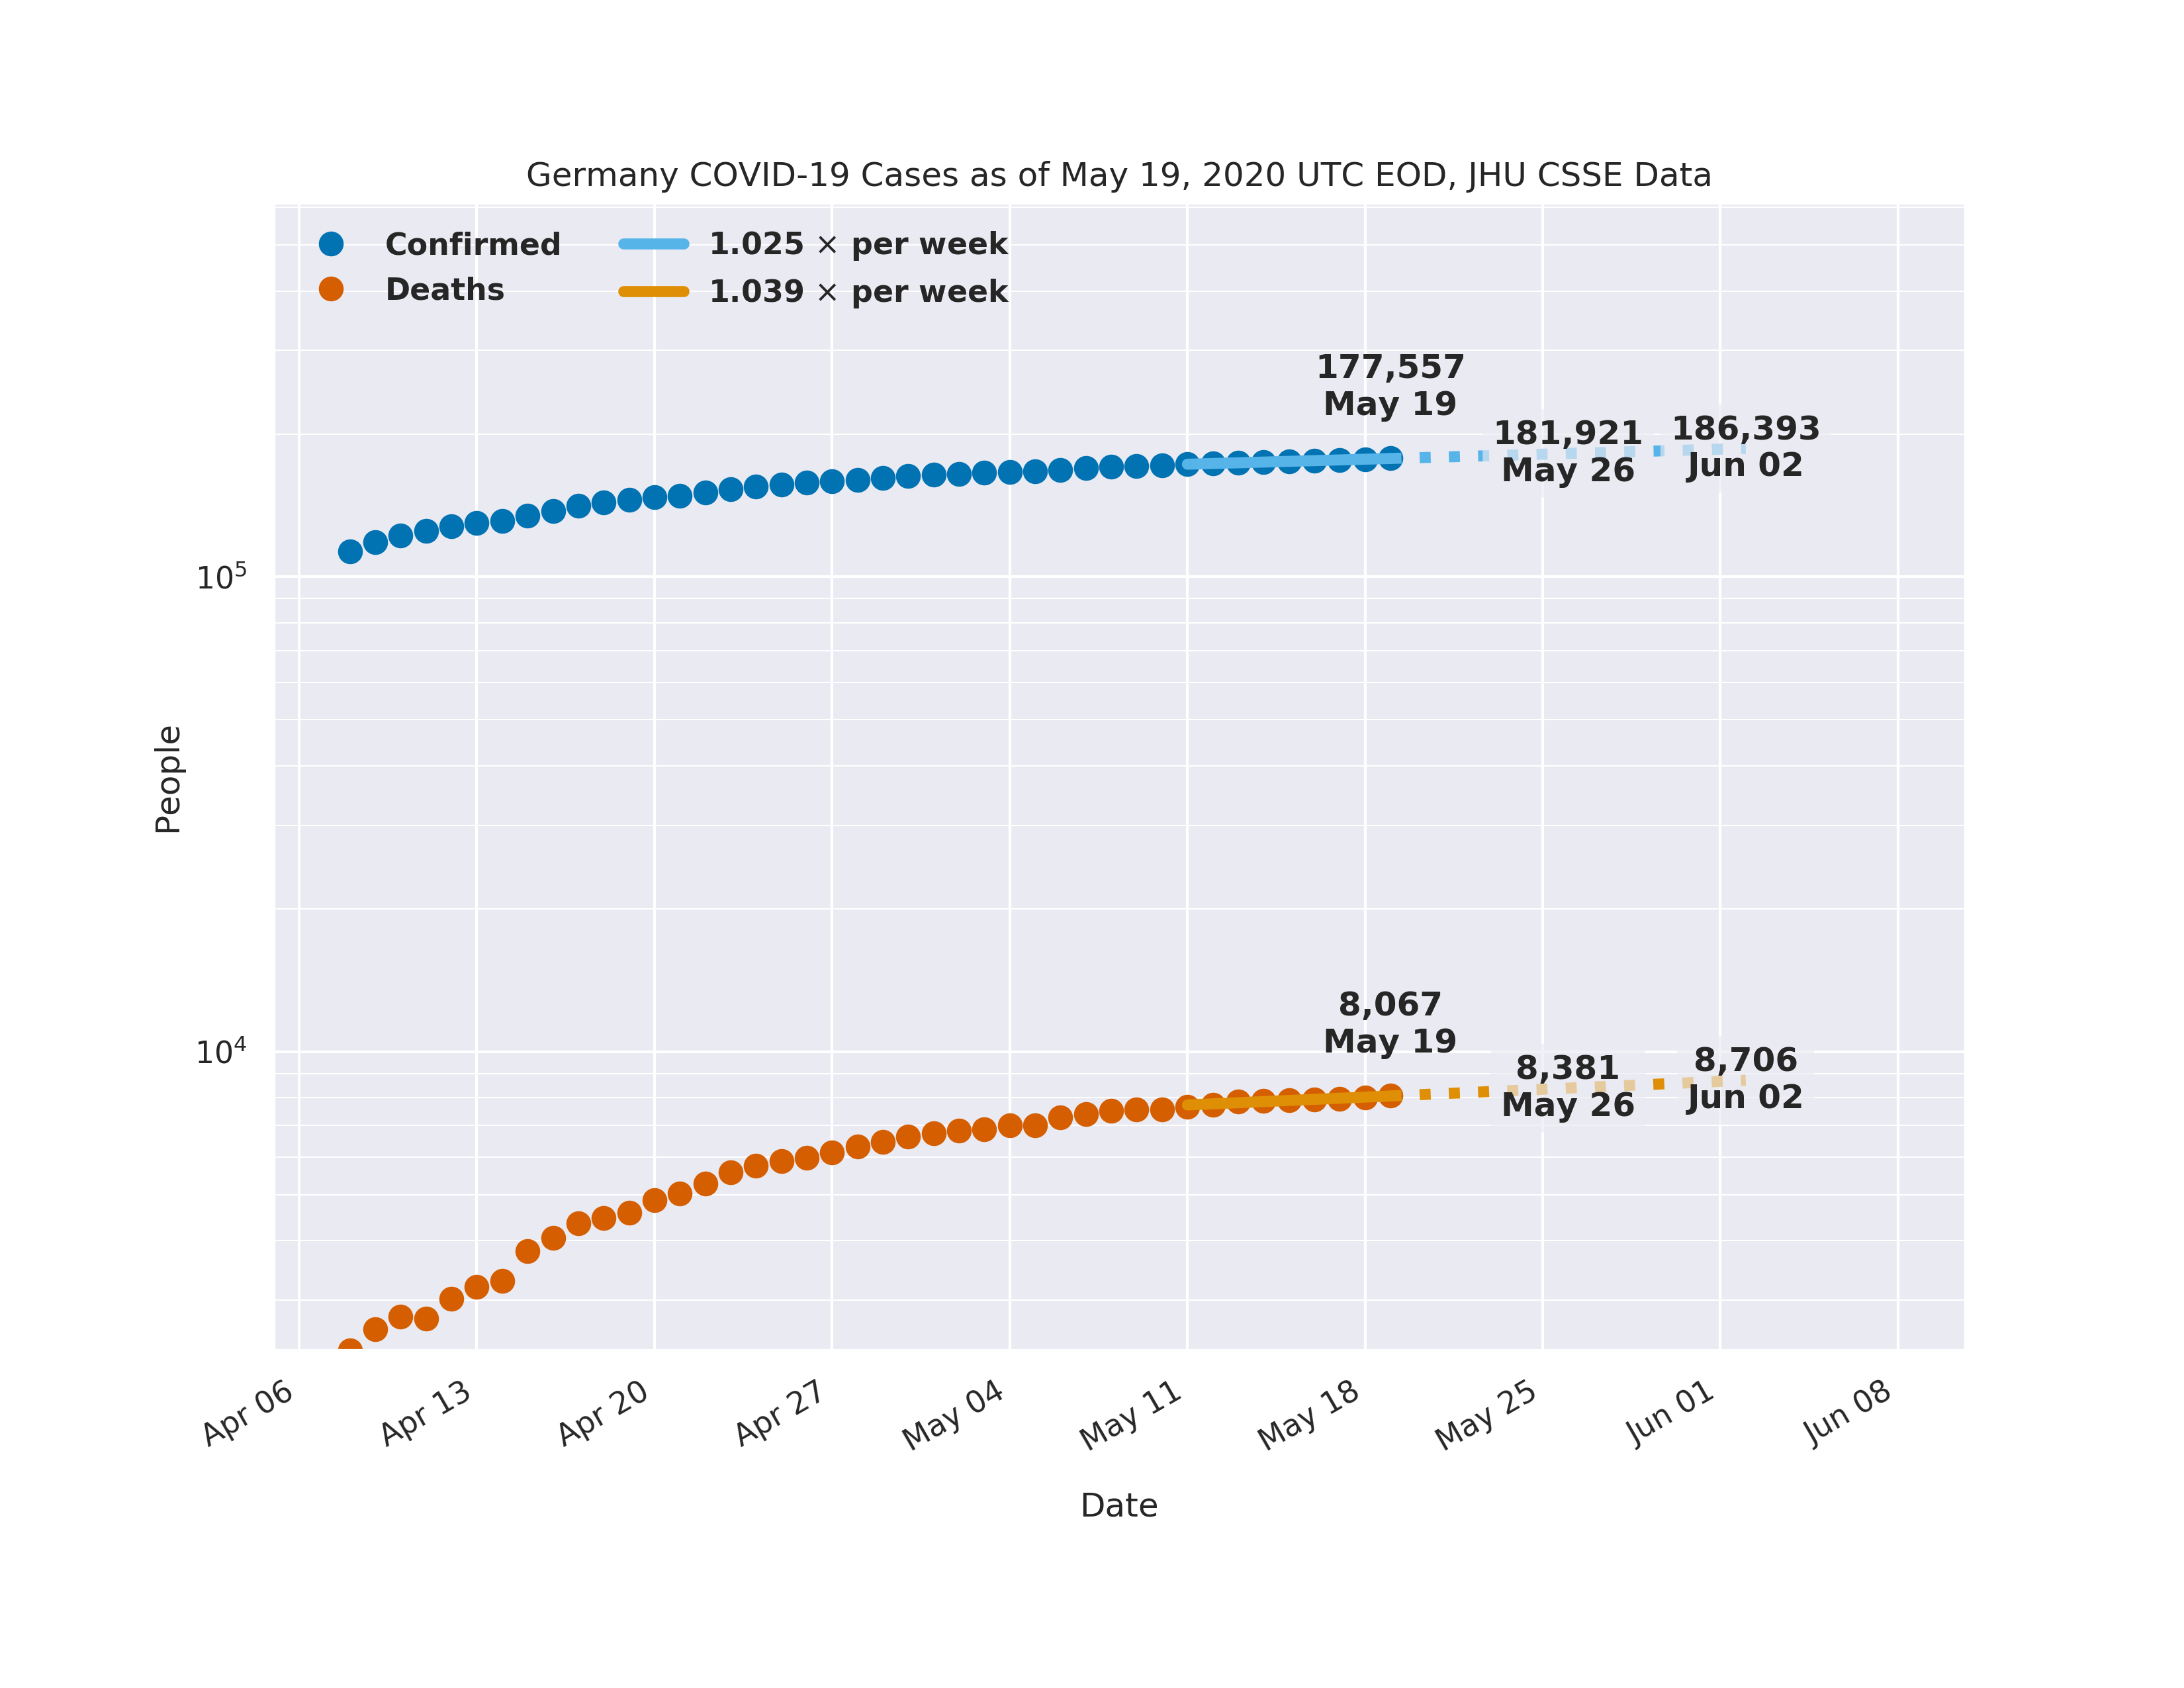 Germany COVID-19 Cases as of May 19, 2020 UTC EOD, JHU CSSE Data
Confirmed
Deaths
1.025 × per week
1.039 × per week
177,557
May 19
181,921
May 26
186,393
Jun 02
10⁵
People
8,067
May 19
10⁴
8,381
May 26
8,706
Jun 02
Apr 06
Apr 13
Apr 20
Apr 27
May 04
May 11
May 18
May 25
Jun 01
Jun 08
Date